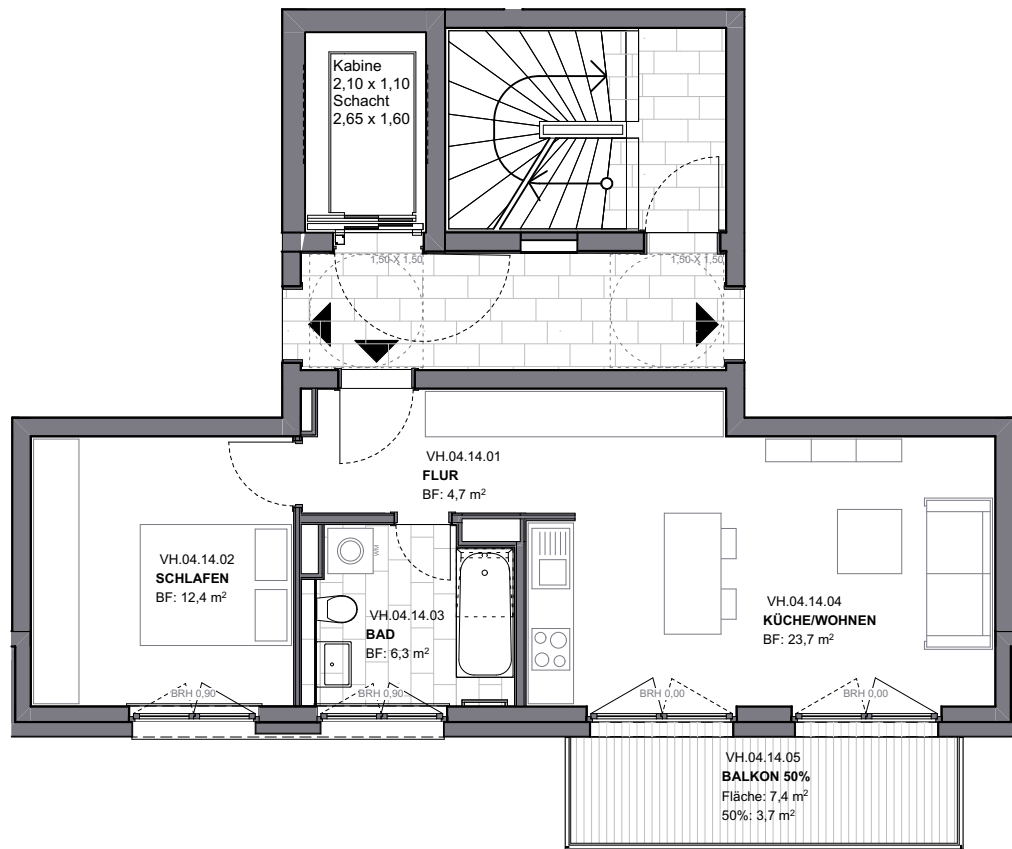 Kabine
2,10 x 1,10
Schacht
2,65 x 1,60
1,50 X 1,50
1,50 X 1,50
VH.04.14.01
FLUR
BF: 4,7 m²
VH.04.14.02
SCHLAFEN
BF: 12,4 m²
WM
VH.04.14.03
BAD
BF: 6,3 m²
VH.04.14.04
KÜCHE/WOHNEN
BF: 23,7 m²
BRH 0,90
BRH 0,90
BRH 0,00
BRH 0,00
VH.04.14.05
BALKON 50%
Fläche: 7,4 m²
50%: 3,7 m²